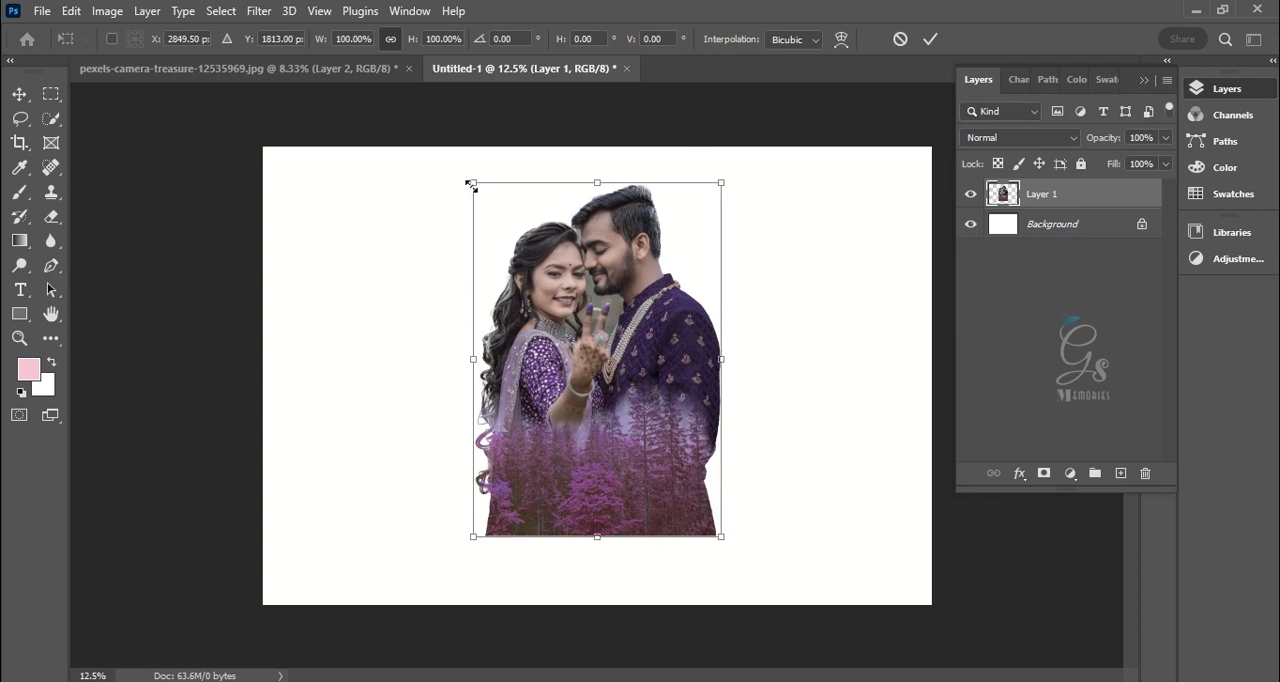 Ps File Edit Image Layer Type Select Filter 3D View Plugins Window Help
X: 2849.50 p: Y: 1813.00 p: W: 100.00% H: 100.00% 0.00 ° H: 0.00 ° V: 0.00 ° Interpolation: Bicubic Share
pexels-camera-treasure-12535969.jpg @ 8.33% (Layer 2, RGB/8) * × Untitled-1 @ 12.5% (Layer 1, RGB/8) * ×
Layers Char Path Colo Swat
Kind
Normal Opacity: 100%
Lock: Fill: 100%
Layer 1
Background
Gs
MEMORIES
fx
Layers
Channels
Paths
Color
Swatches
Libraries
Adjustme...
12.5% Doc: 63.6M/0 bytes